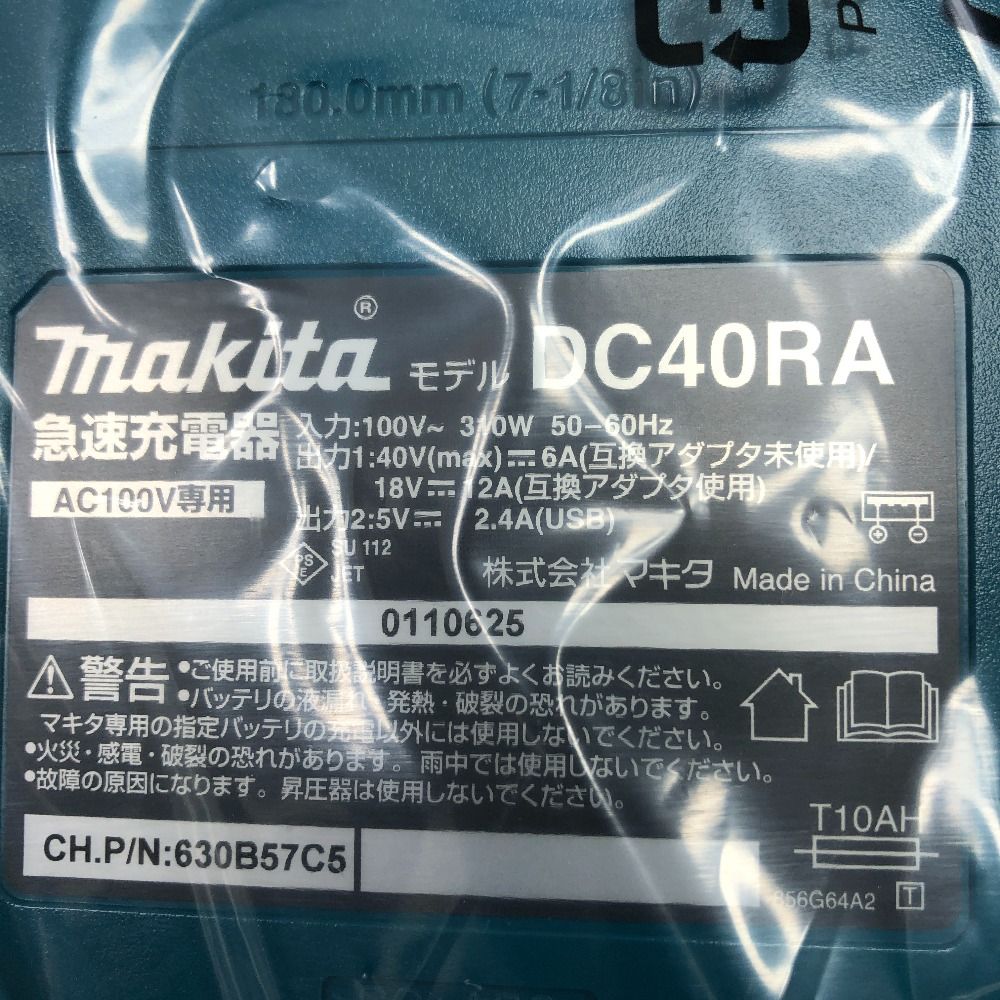 180.0mm (7-1/8in)
makita® モデル DC40RA
急速充電器
AC100V専用
入力:100V~ 310W 50-60Hz
出力1:40V(max)⎓6A(互換アダプタ未使用)/
18V⎓12A(互換アダプタ使用)
出力2:5V⎓ 2.4A(USB)
PS
E
SU 112
JET
株式会社マキタ Made in China
0110625
警告 •ご使用前に取扱説明書を必ずよくお読みください。
•バッテリの液漏れ・発熱・破裂の恐れがあります。
マキタ専用の指定バッテリの充電以外には使用しないでください。
•火災・感電・破裂の恐れがあります。雨中では使用しないでください。
•故障の原因になります。昇圧器は使用しないでください。
T10AH
CH.P/N:630B57C5
856G64A2 T